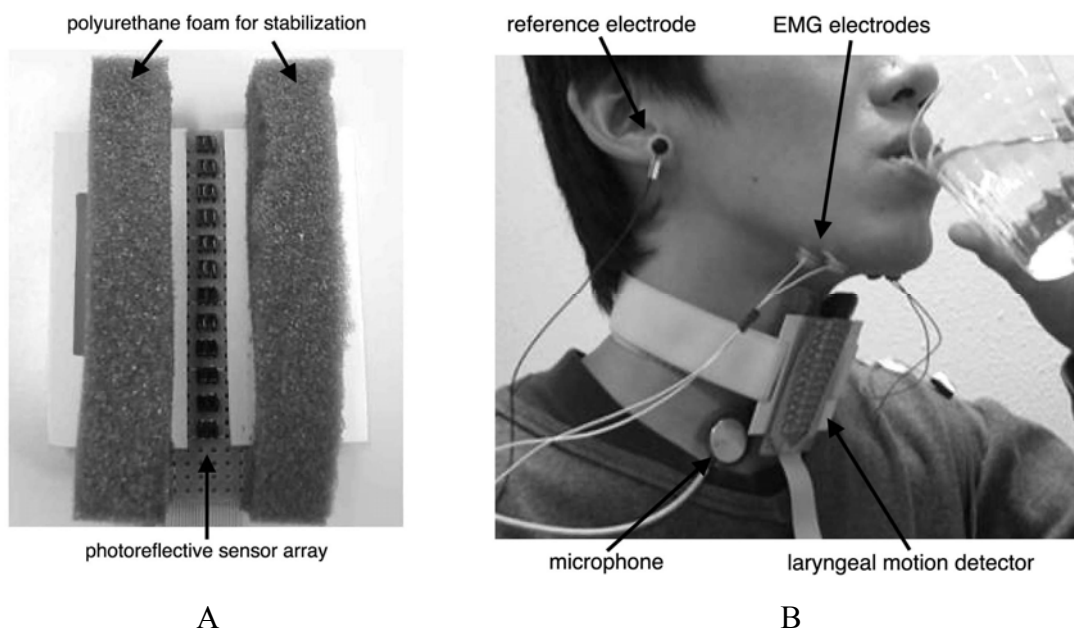 polyurethane foam for stabilization
photoreflective sensor array
A
reference electrode
EMG electrodes
microphone
laryngeal motion detector
B